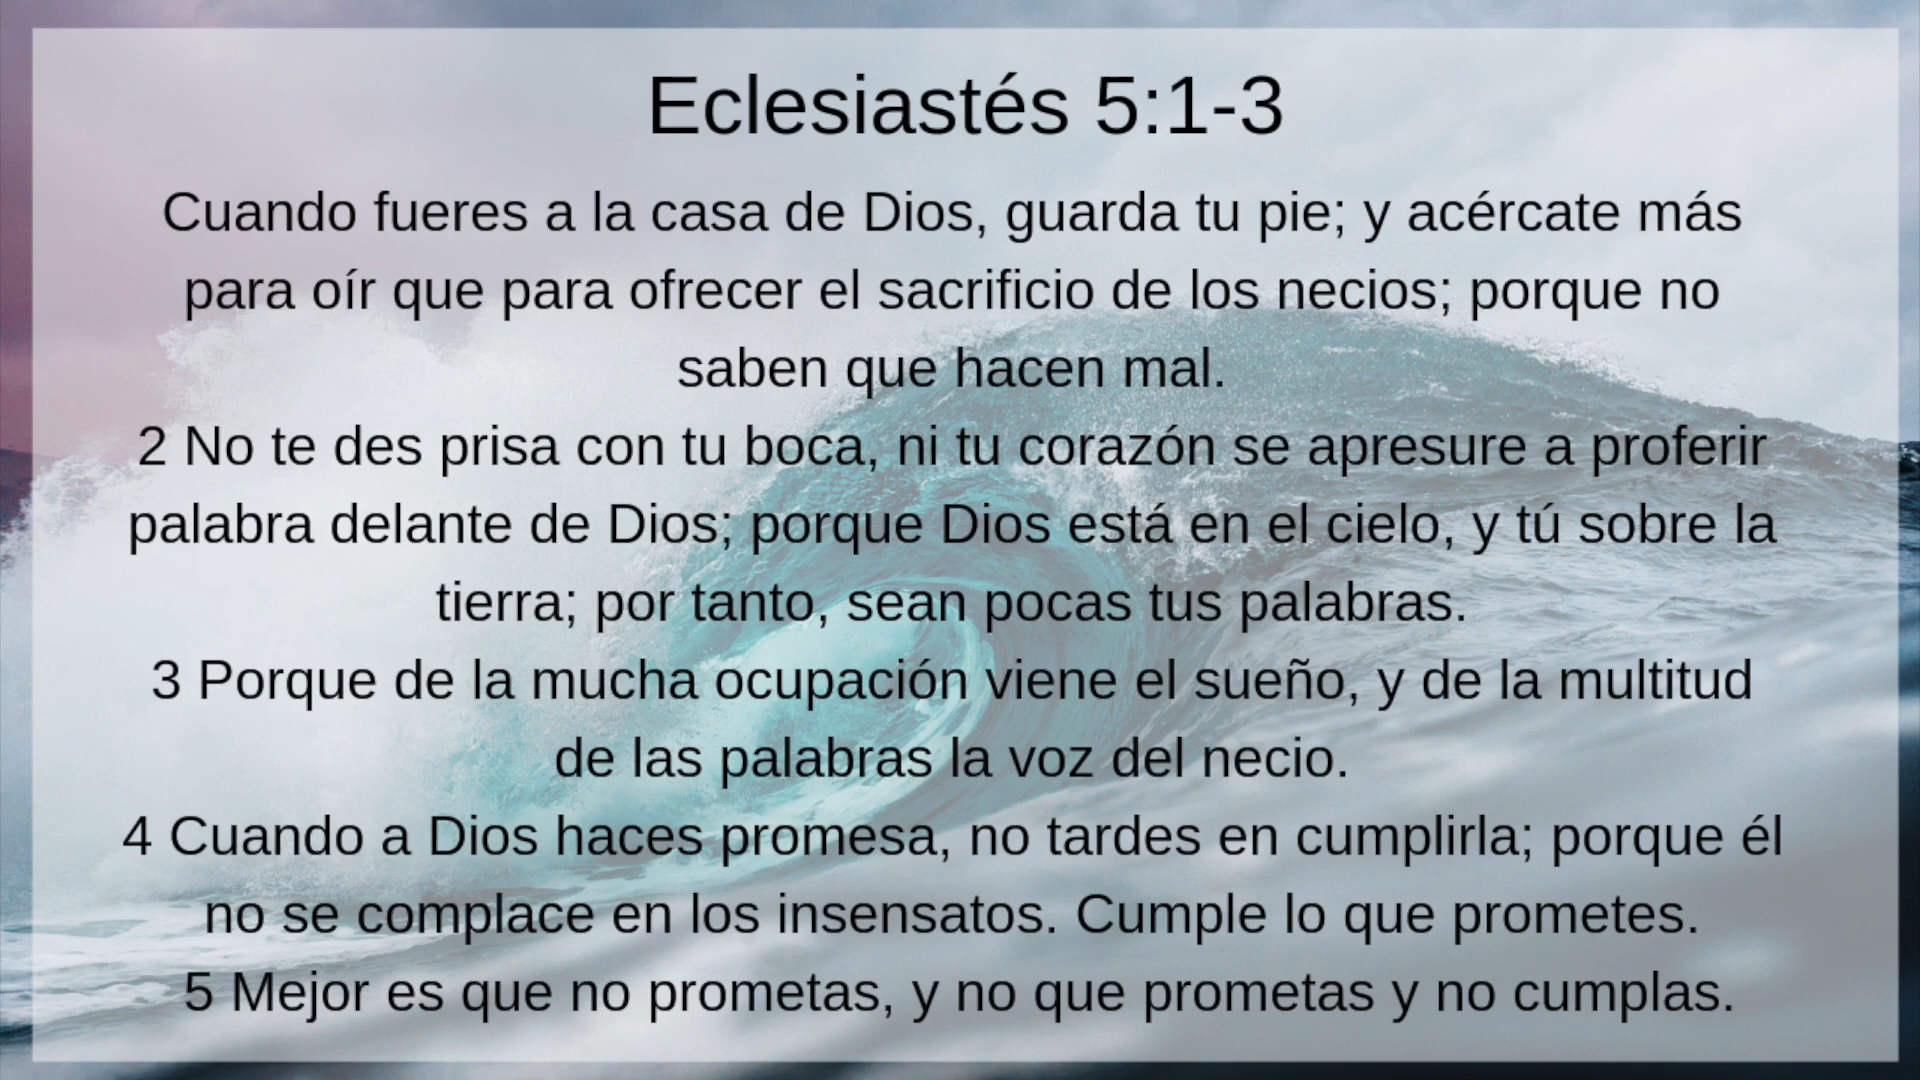 Eclesiastés 5:1-3
Cuando fueres a la casa de Dios, guarda tu pie; y acércate más
para oír que para ofrecer el sacrificio de los necios; porque no
saben que hacen mal.
2 No te des prisa con tu boca, ni tu corazón se apresure a proferir
palabra delante de Dios; porque Dios está en el cielo, y tú sobre la
tierra; por tanto, sean pocas tus palabras.
3 Porque de la mucha ocupación viene el sueño, y de la multitud
de las palabras la voz del necio.
4 Cuando a Dios haces promesa, no tardes en cumplirla; porque él
no se complace en los insensatos. Cumple lo que prometes.
5 Mejor es que no prometas, y no que prometas y no cumplas.